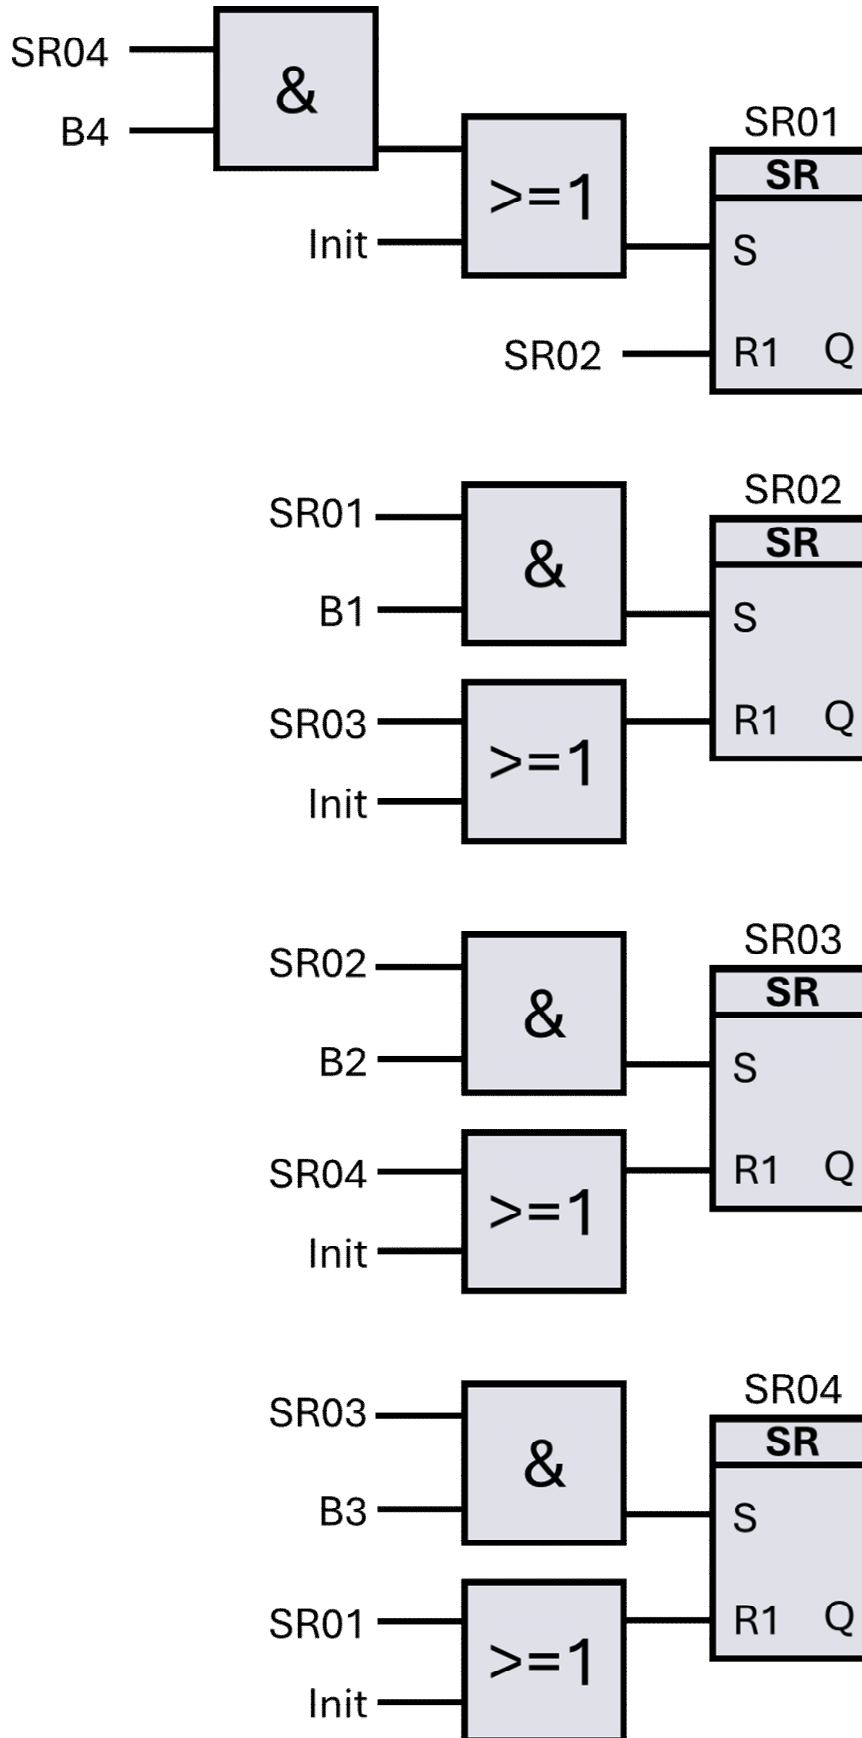 SR04
&
B4
SR01
SR
>=1
Init
S
SR02
R1 Q
SR02
SR01
SR
&
B1
S
SR03
R1 Q
>=1
Init
SR03
SR02
SR
&
B2
S
SR04
R1 Q
>=1
Init
SR04
SR03
SR
&
B3
S
SR01
R1 Q
>=1
Init